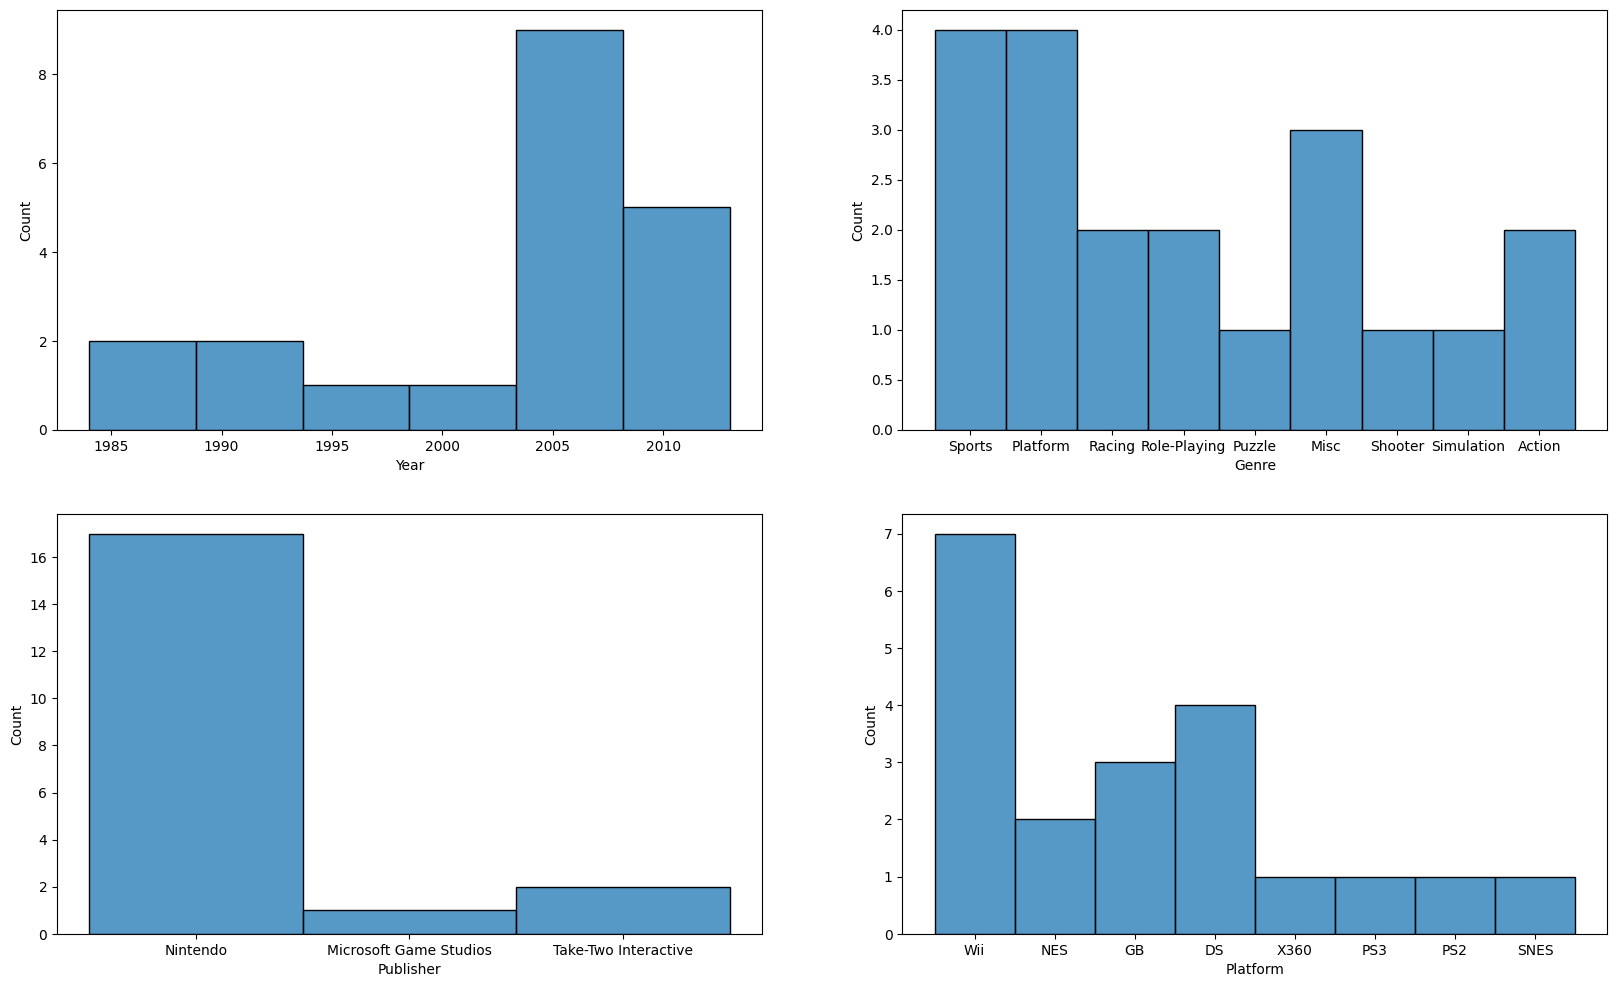 8
6
4
2
0
Count
1985 1990 1995 2000 2005 2010
Year
4.0
3.5
3.0
2.5
2.0
1.5
1.0
0.5
0.0
Count
Sports Platform Racing Role-Playing Puzzle Misc Shooter Simulation Action
Genre
16
14
12
10
8
6
4
2
0
Count
Nintendo Microsoft Game Studios Take-Two Interactive
Publisher
7
6
5
4
3
2
1
0
Count
Wii NES GB DS X360 PS3 PS2 SNES
Platform